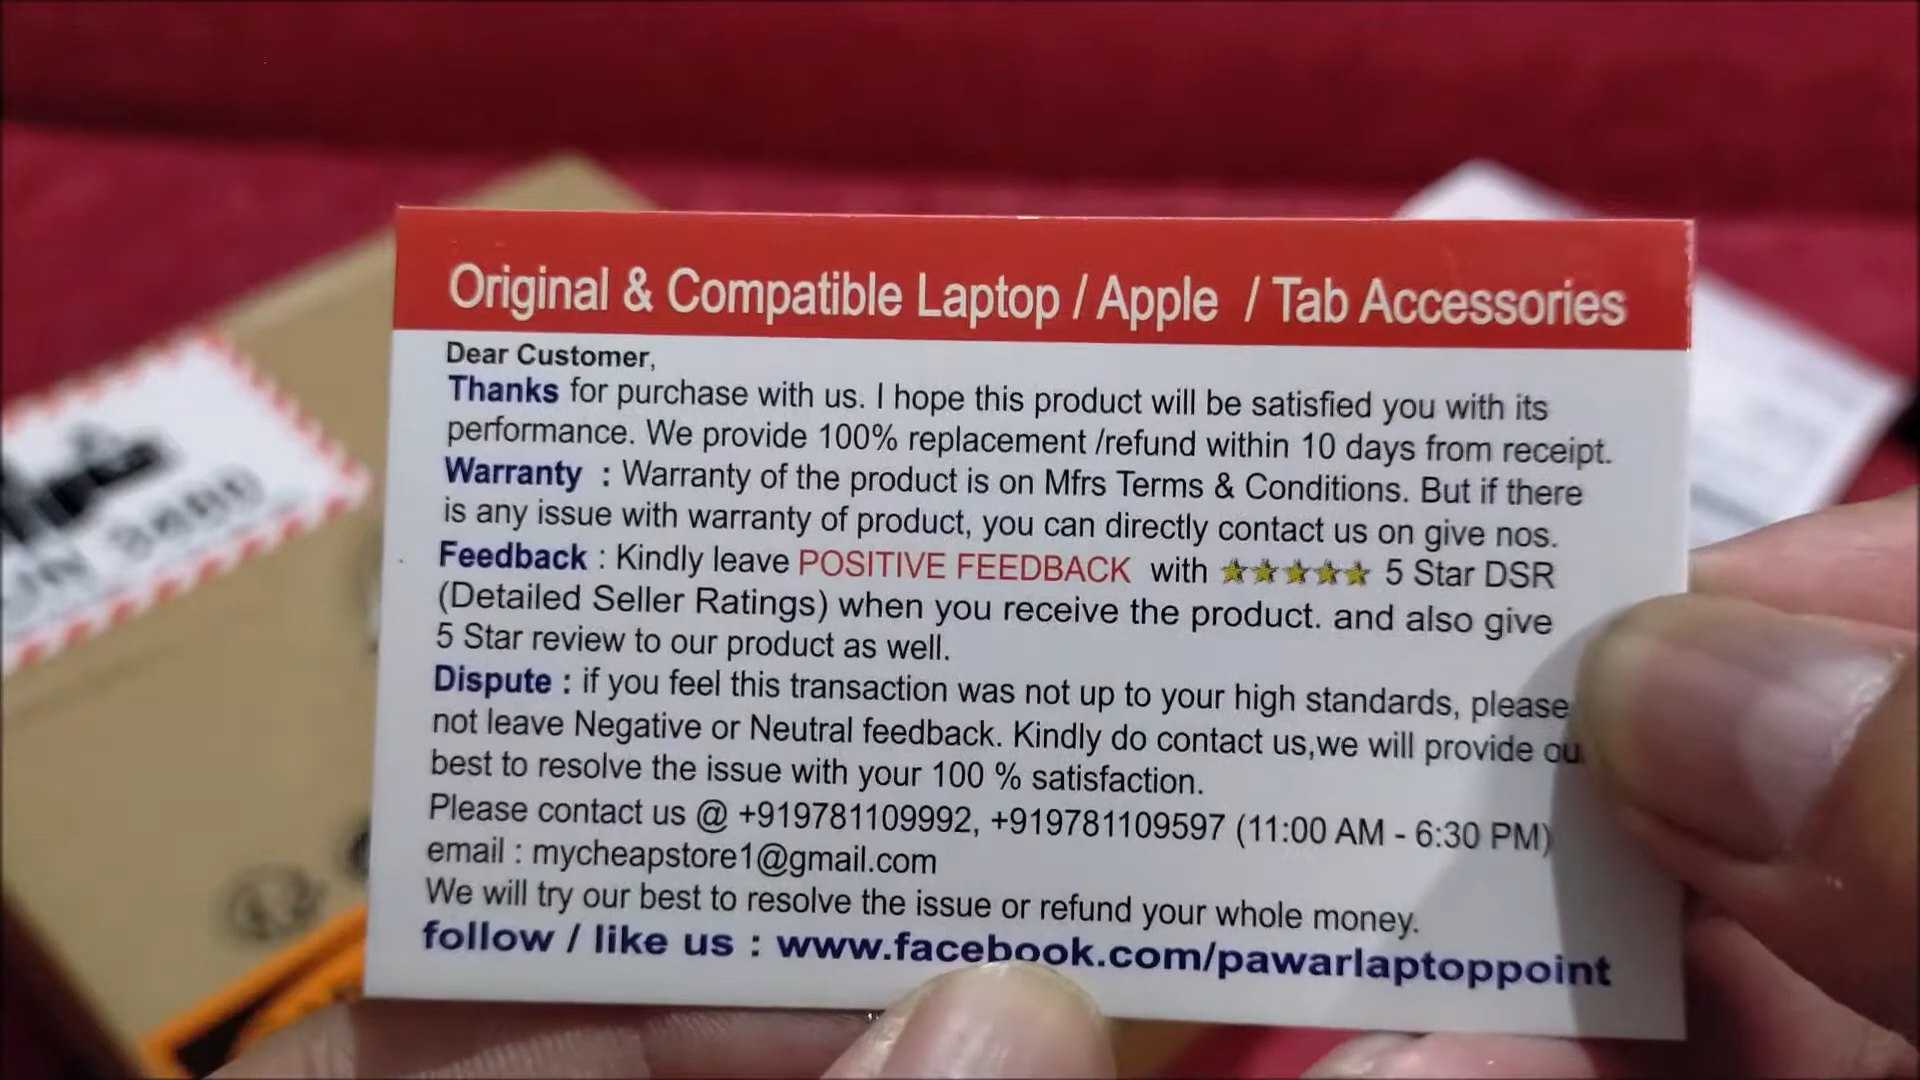 Original & Compatible Laptop / Apple / Tab Accessories
Dear Customer,
Thanks for purchase with us. I hope this product will be satisfied you with its
performance. We provide 100% replacement /refund within 10 days from receipt.
Warranty : Warranty of the product is on Mfrs Terms & Conditions. But if there
is any issue with warranty of product, you can directly contact us on give nos.
Feedback : Kindly leave POSITIVE FEEDBACK with ★★★★★ 5 Star DSR
(Detailed Seller Ratings) when you receive the product. and also give
5 Star review to our product as well.
Dispute : if you feel this transaction was not up to your high standards, please
not leave Negative or Neutral feedback. Kindly do contact us,we will provide
best to resolve the issue with your 100 % satisfaction.
Please contact us @ +919781109992, +919781109597 (11:00 AM - 6:30 PM)
email : mycheapstore1@gmail.com
We will try our best to resolve the issue or refund your whole money.
follow / like us : www.facebook.com/pawarlaptoppoint